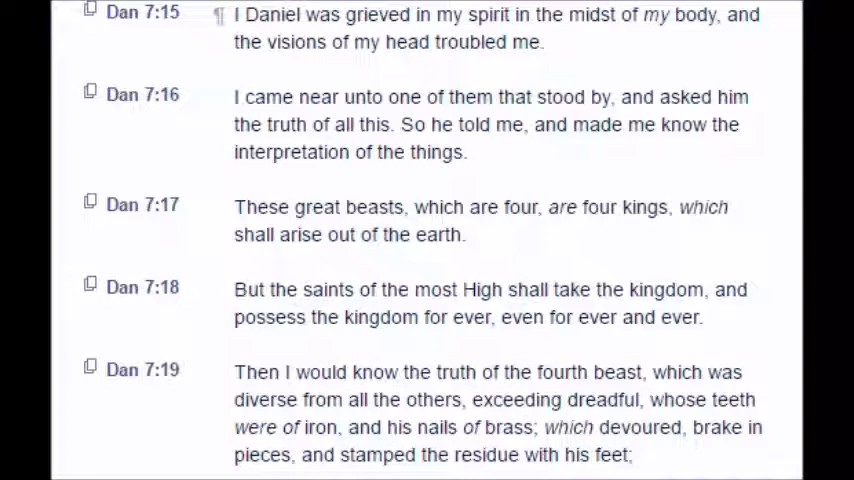 Dan 7:15 ¶ I Daniel was grieved in my spirit in the midst of my body, and
the visions of my head troubled me.
Dan 7:16 I came near unto one of them that stood by, and asked him
the truth of all this. So he told me, and made me know the
interpretation of the things.
Dan 7:17 These great beasts, which are four, are four kings, which
shall arise out of the earth.
Dan 7:18 But the saints of the most High shall take the kingdom, and
possess the kingdom for ever, even for ever and ever.
Dan 7:19 Then I would know the truth of the fourth beast, which was
diverse from all the others, exceeding dreadful, whose teeth
were of iron, and his nails of brass; which devoured, brake in
pieces, and stamped the residue with his feet;